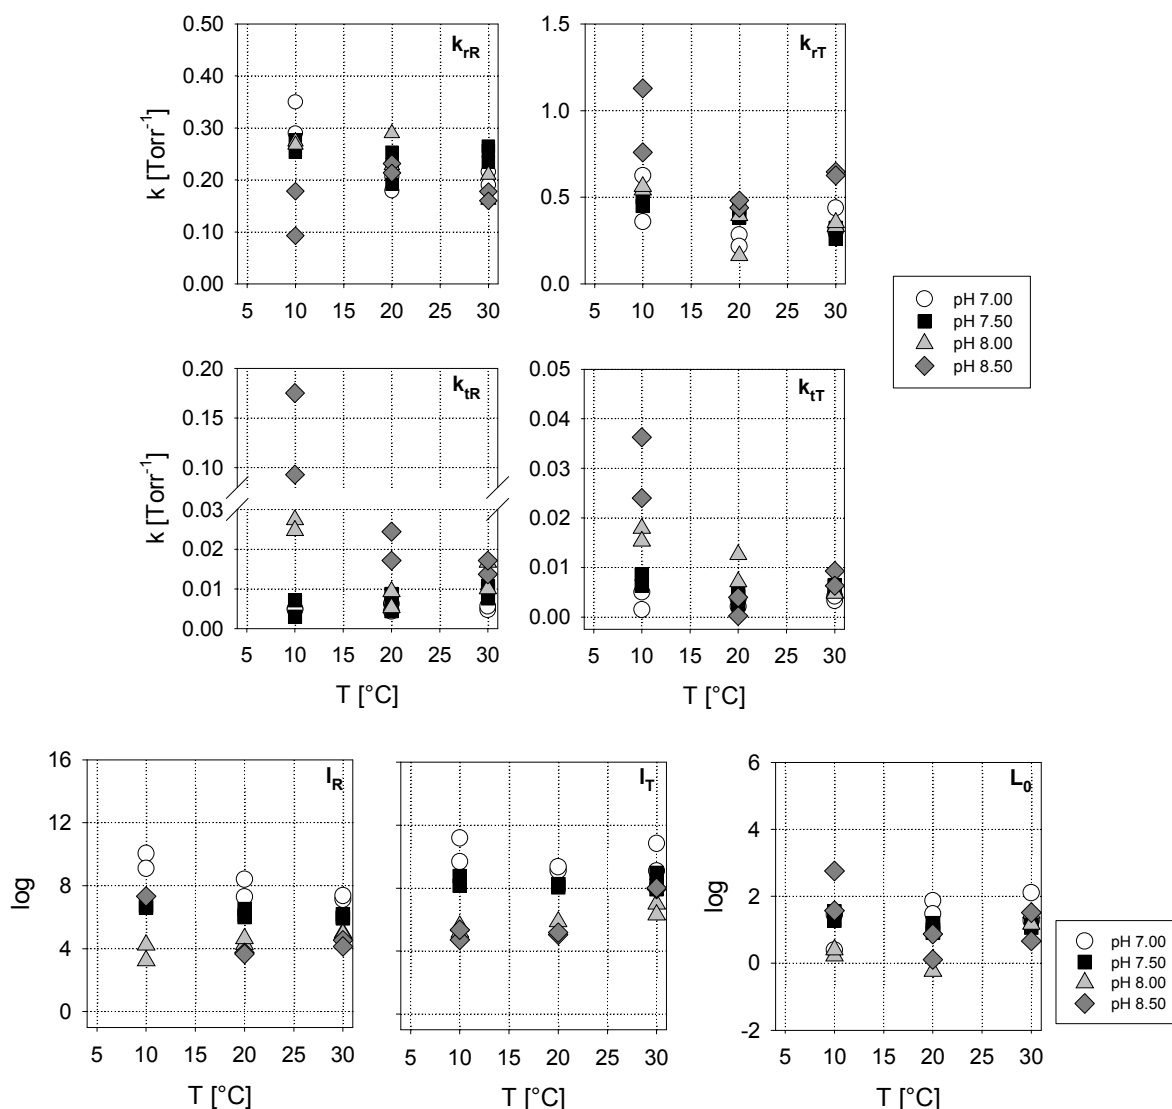 0.50
0.40
0.30
0.20
0.10
0.00
k [Torr-1]
krR
5 10 15 20 25 30
1.5
1.0
0.5
0.0
krT
5 10 15 20 25 30
pH 7.00
pH 7.50
pH 8.00
pH 8.50
0.20
0.15
0.10
0.03
0.02
0.01
0.00
k [Torr-1]
ktR
5 10 15 20 25 30
T [°C]
0.05
0.04
0.03
0.02
0.01
0.00
ktT
5 10 15 20 25 30
T [°C]
16
12
8
4
0
log
lR
5 10 15 20 25 30
T [°C]
lT
5 10 15 20 25 30
T [°C]
6
4
2
0
-2
log
L0
5 10 15 20 25 30
T [°C]
pH 7.00
pH 7.50
pH 8.00
pH 8.50